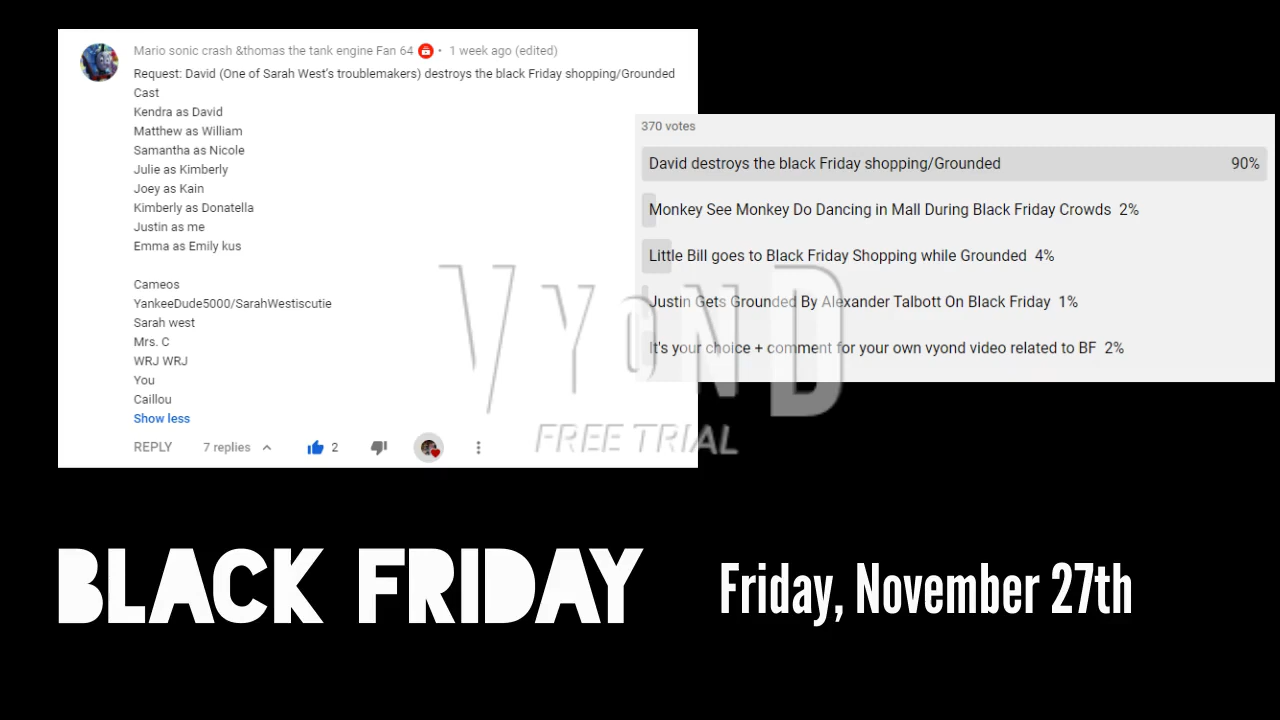 Mario sonic crash &thomas the tank engine Fan 64 • 1 week ago (edited)
Request: David (One of Sarah West's troublemakers) destroys the black Friday shopping/Grounded
Cast
Kendra as David
Matthew as William
Samantha as Nicole
Julie as Kimberly
Joey as Kain
Kimberly as Donatella
Justin as me
Emma as Emily kus
Cameos
YankeeDude5000/SarahWestiscutie
Sarah west
Mrs. C
WRJ WRJ
You
Caillou
Show less
REPLY 7 replies 2
370 votes
David destroys the black Friday shopping/Grounded 90%
Monkey See Monkey Do Dancing in Mall During Black Friday Crowds 2%
Little Bill goes to Black Friday Shopping while Grounded 4%
Justin Gets Grounded By Alexander Talbott On Black Friday 1%
It's your choice + comment for your own vyond video related to BF 2%
VYOND
FREE TRIAL
BLACK FRIDAY
Friday, November 27th